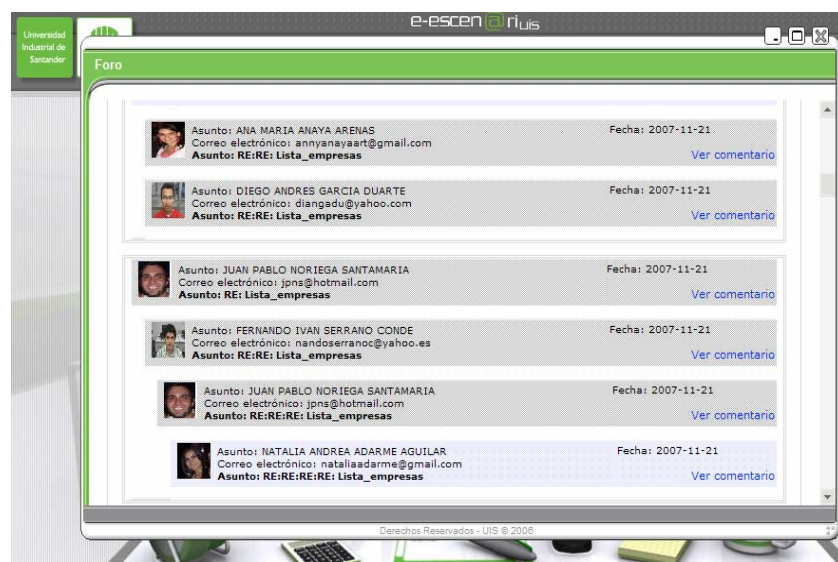 Universidad
Industrial de
Santander
e-escen@ri uis
Foro
Asunto: ANA MARIA ANAYA ARENAS
Fecha: 2007-11-21
Correo electrónico: annyanayaart@gmail.com
Asunto: RE:RE: Lista_empresas
Ver comentario
Asunto: DIEGO ANDRES GARCIA DUARTE
Fecha: 2007-11-21
Correo electrónico: diangadu@yahoo.com
Asunto: RE:RE: Lista_empresas
Ver comentario
Asunto: JUAN PABLO NORIEGA SANTAMARIA
Fecha: 2007-11-21
Correo electrónico: jpns@hotmail.com
Asunto: RE: Lista_empresas
Ver comentario
Asunto: FERNANDO IVAN SERRANO CONDE
Fecha: 2007-11-21
Correo electrónico: nandoserranoc@yahoo.es
Asunto: RE:RE: Lista_empresas
Ver comentario
Asunto: JUAN PABLO NORIEGA SANTAMARIA
Fecha: 2007-11-21
Correo electrónico: jpns@hotmail.com
Asunto: RE:RE:RE: Lista_empresas
Ver comentario
Asunto: NATALIA ANDREA ADARME AGUILAR
Fecha: 2007-11-21
Correo electrónico: nataliaadarme@gmail.com
Asunto: RE:RE:RE:RE: Lista_empresas
Ver comentario
Derechos Reservados - UIS © 2006